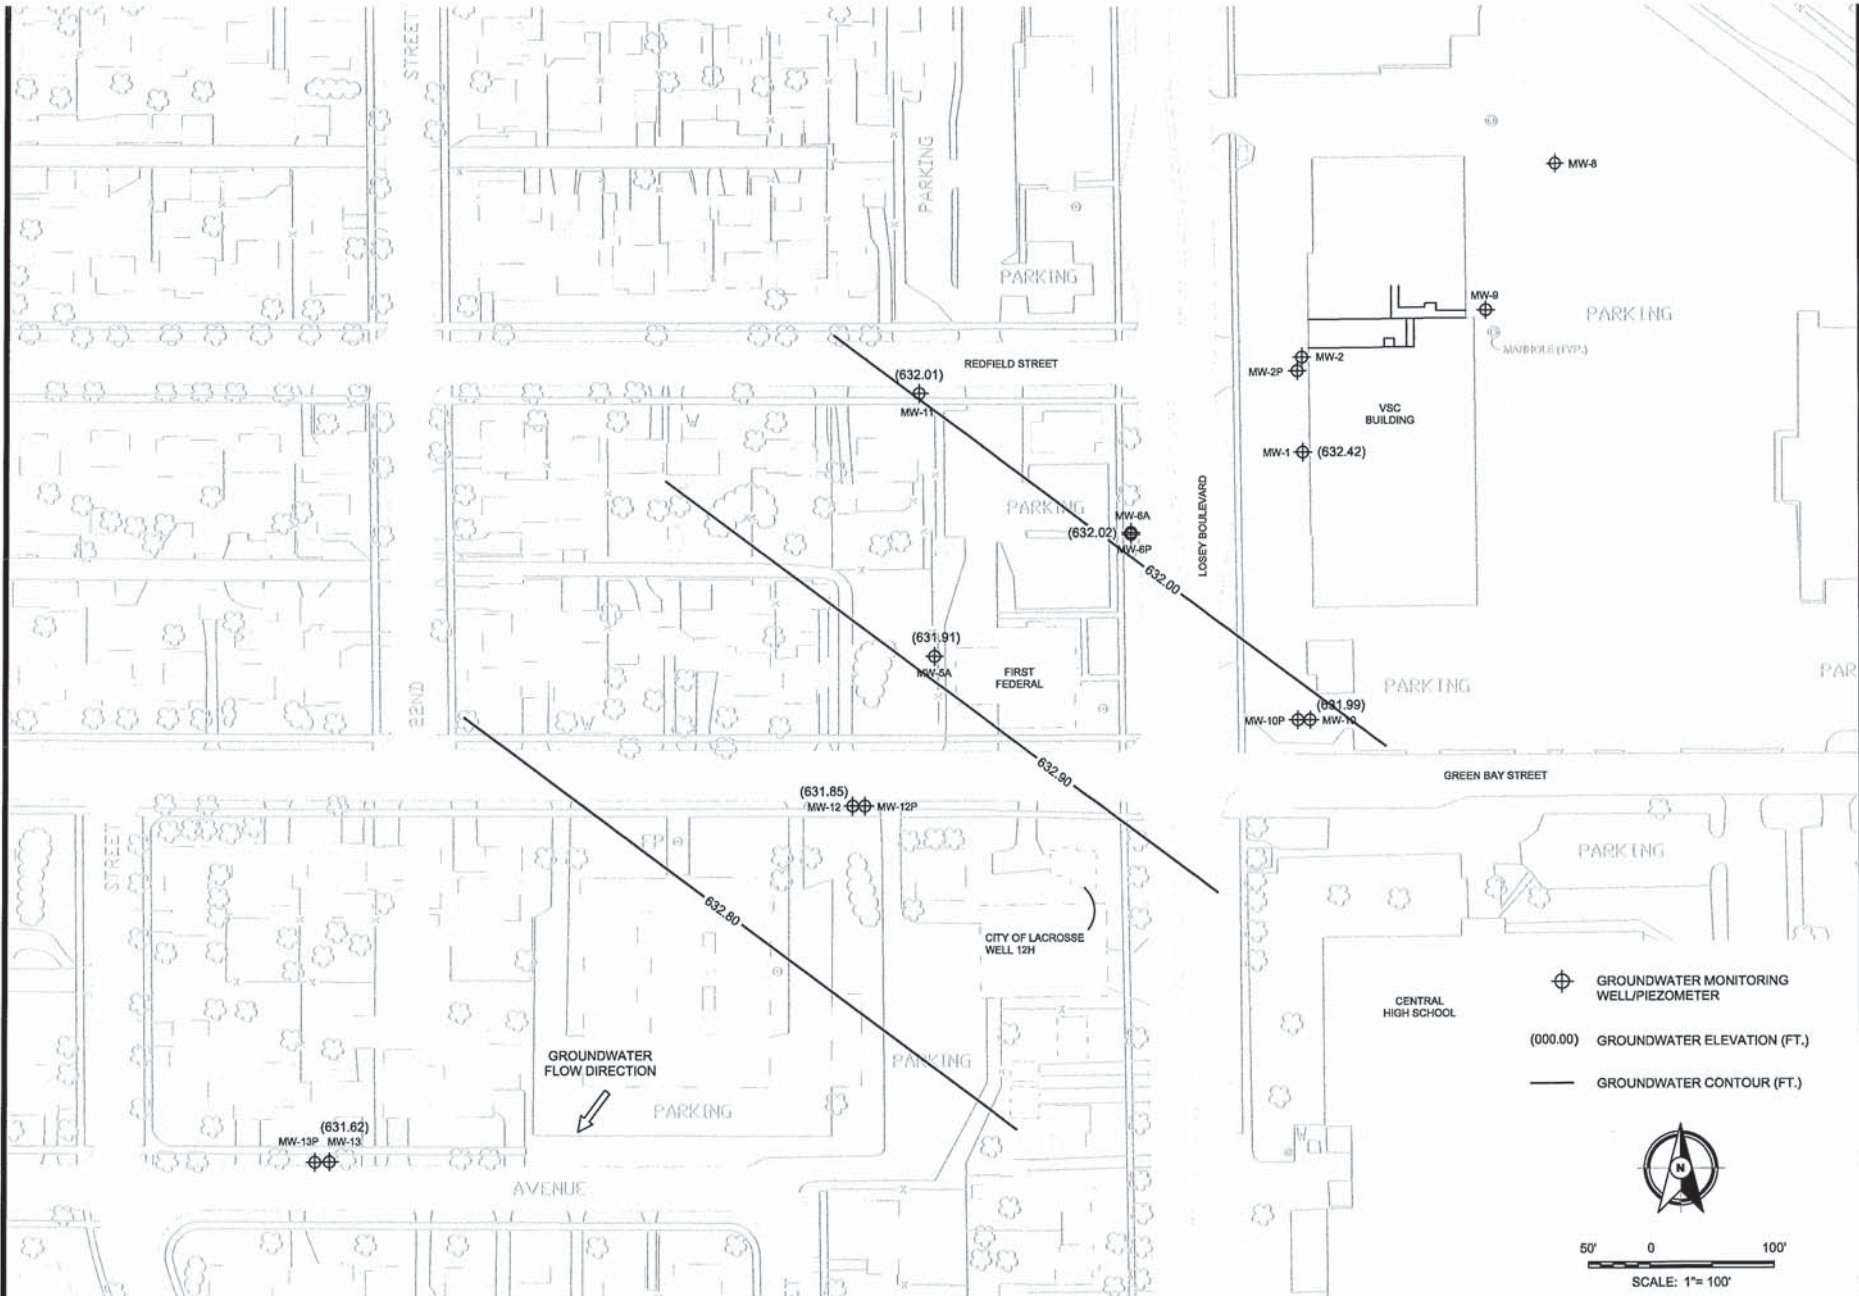 STREET
PARKING
MW-8
PARKING
MW-9
PARKING
MANHOLE (TYP.)
REDFIELD STREET
MW-2
MW-2P
(632.01)
MW-11
VSC
BUILDING
MW-1
(632.42)
LOSEY BOULEVARD
PARKING
MW-6A
(632.02)
MW-6P
632.00
(631.91)
MW-5A
FIRST
FEDERAL
22ND
PARKING
PAR
(631.99)
MW-10P
MW-10
632.90
GREEN BAY STREET
(631.85)
MW-12
MW-12P
STREET
FP
PARKING
632.80
CITY OF LACROSSE
WELL 12H
CENTRAL
HIGH SCHOOL
GROUNDWATER MONITORING
WELL/PIEZOMETER
(000.00)
GROUNDWATER ELEVATION (FT.)
GROUNDWATER CONTOUR (FT.)
GROUNDWATER
FLOW DIRECTION
PARKING
PARKING
(631.62)
MW-13P
MW-13
AVENUE
N
50'
0
100'
SCALE: 1"= 100'